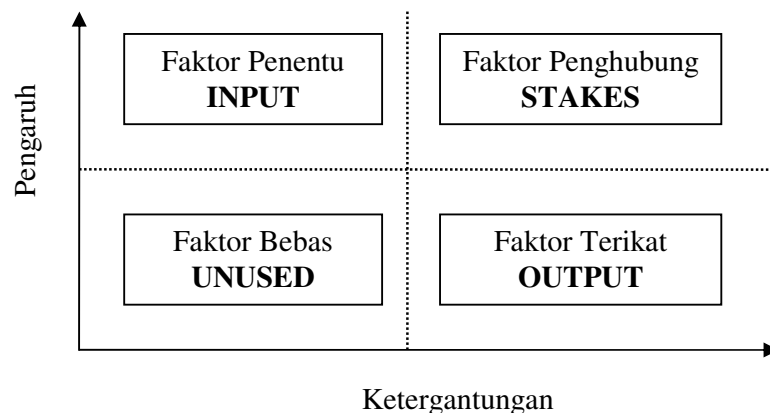 Faktor Penentu
INPUT
Faktor Penghubung
STAKES
Pengaruh
Faktor Bebas
UNUSED
Faktor Terikat
OUTPUT
Ketergantungan